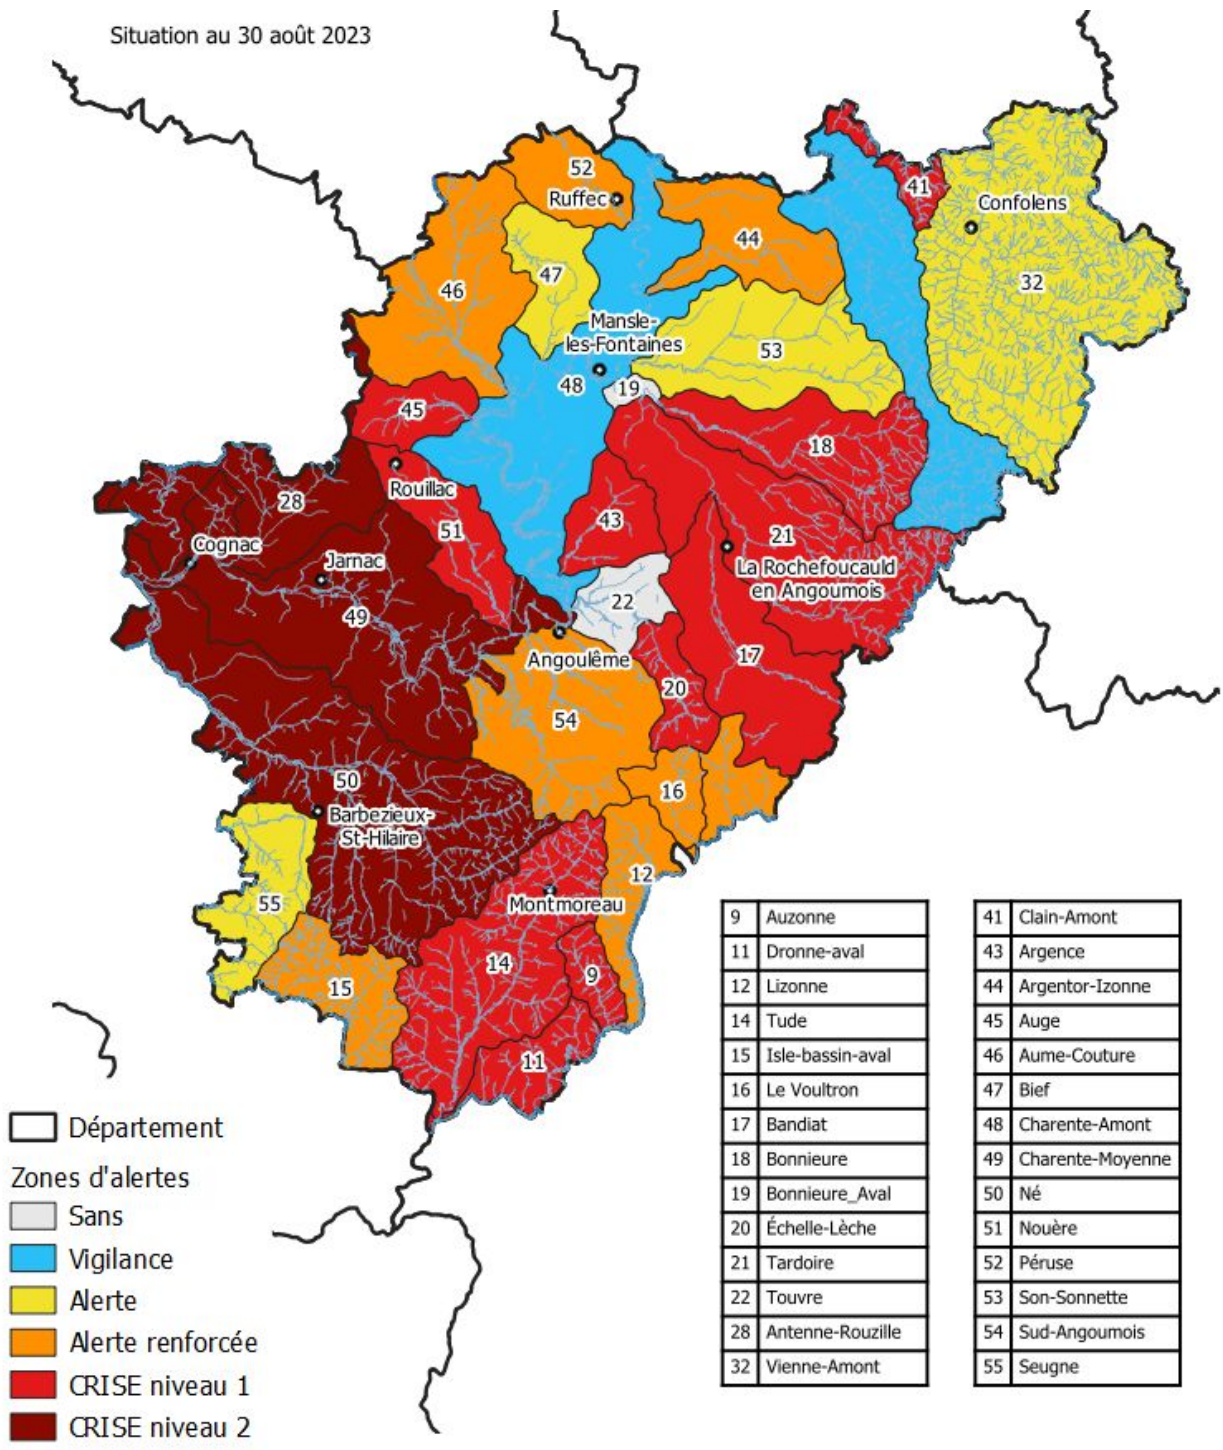 Situation au 30 août 2023
52
Ruffec
41
Confolens
44
47
46
32
Mansle-
les-Fontaines
53
48
19
45
18
Rouillac
28
43
51
21
Cognac
Jarnac
La Rochefoucauld
en Angoumois
22
49
Angoulême
17
20
54
50
16
Barbezieux-
St-Hilaire
12
55
Montmoreau
14
9
15
11
9 Auzonne
11 Dronne-aval
12 Lizonne
14 Tude
15 Isle-bassin-aval
16 Le Voultron
17 Bandiat
18 Bonnieure
19 Bonnieure_Aval
20 Échelle-Lèche
21 Tardoire
22 Touvre
28 Antenne-Rouzille
32 Vienne-Amont
41 Clain-Amont
43 Argence
44 Argentor-Izonne
45 Auge
46 Aume-Couture
47 Bief
48 Charente-Amont
49 Charente-Moyenne
50 Né
51 Nouère
52 Péruse
53 Son-Sonnette
54 Sud-Angoumois
55 Seugne
Département
Zones d'alertes
Sans
Vigilance
Alerte
Alerte renforcée
CRISE niveau 1
CRISE niveau 2